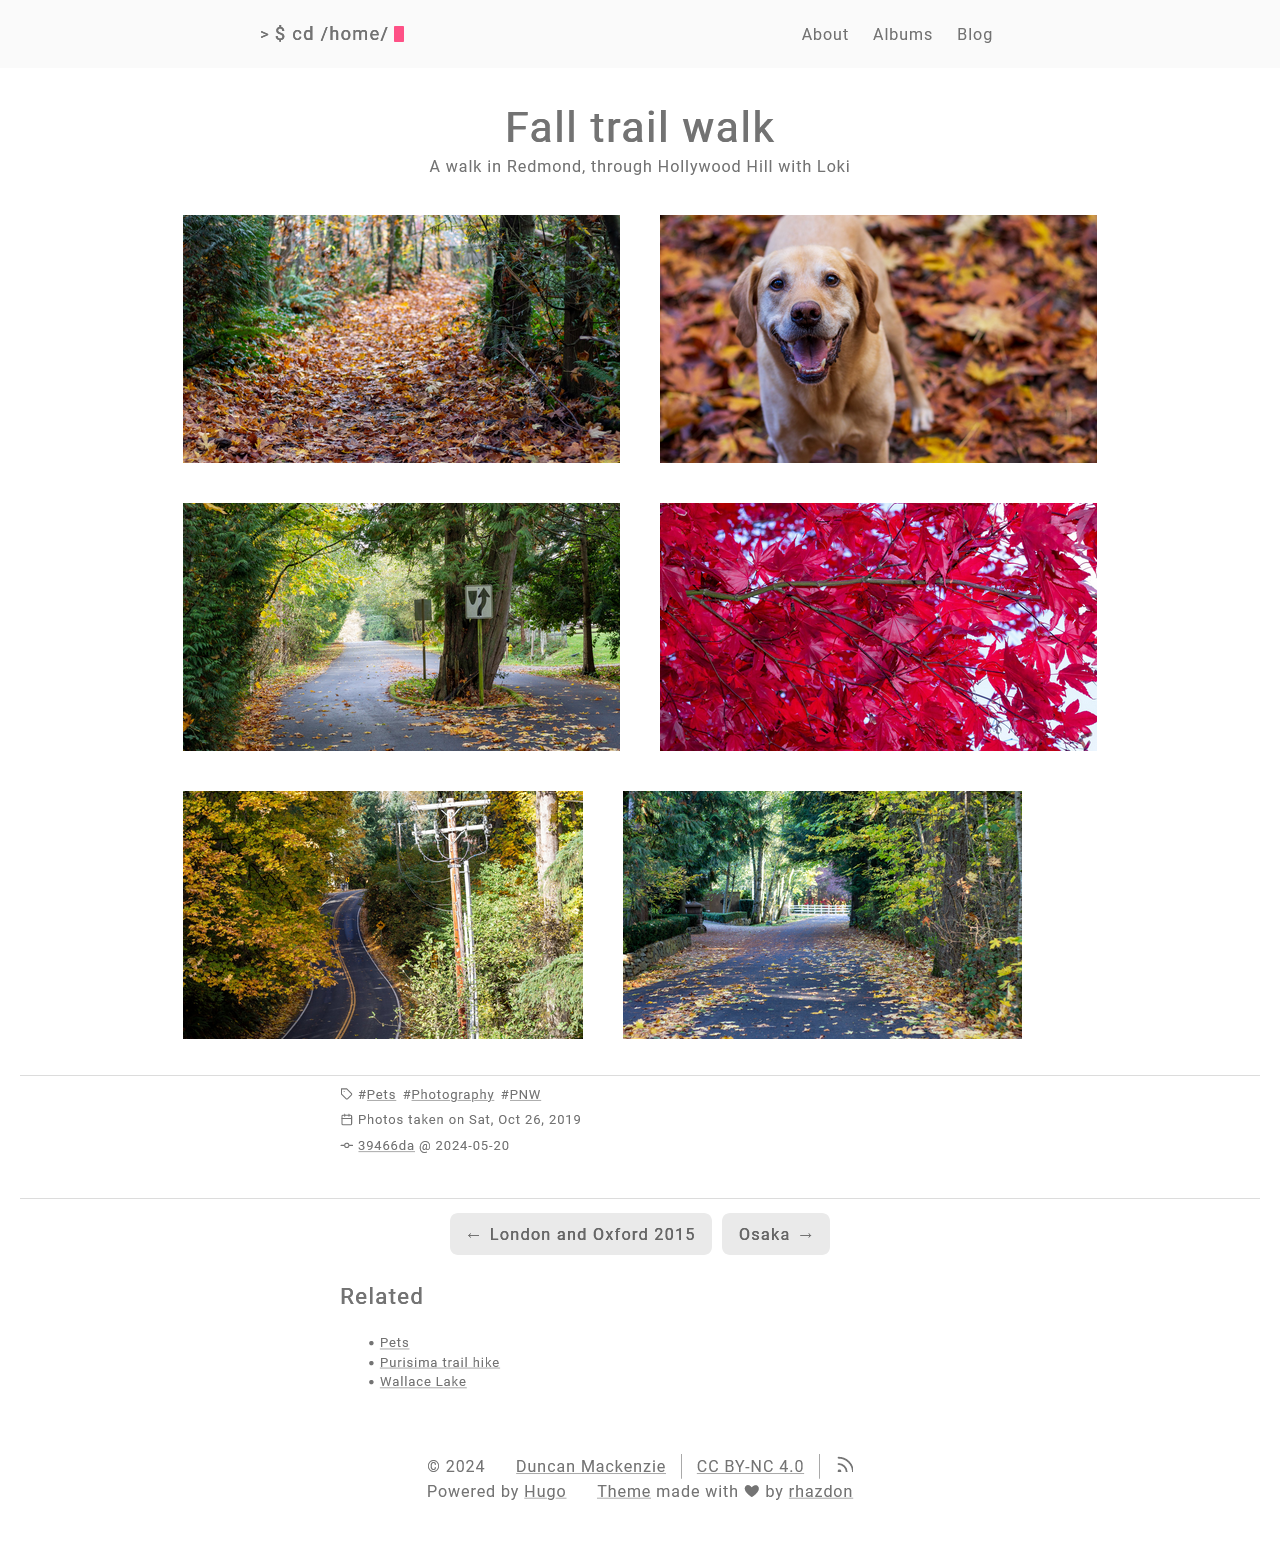 > $ cd /home/
About Albums Blog
Fall trail walk
A walk in Redmond, through Hollywood Hill with Loki
#Pets #Photography #PNW
Photos taken on Sat, Oct 26, 2019
39466da @ 2024-05-20
← London and Oxford 2015
Osaka →
Related
• Pets
• Purisima trail hike
• Wallace Lake
© 2024 Duncan Mackenzie CC BY-NC 4.0
Powered by Hugo Theme made with ♥ by rhazdon